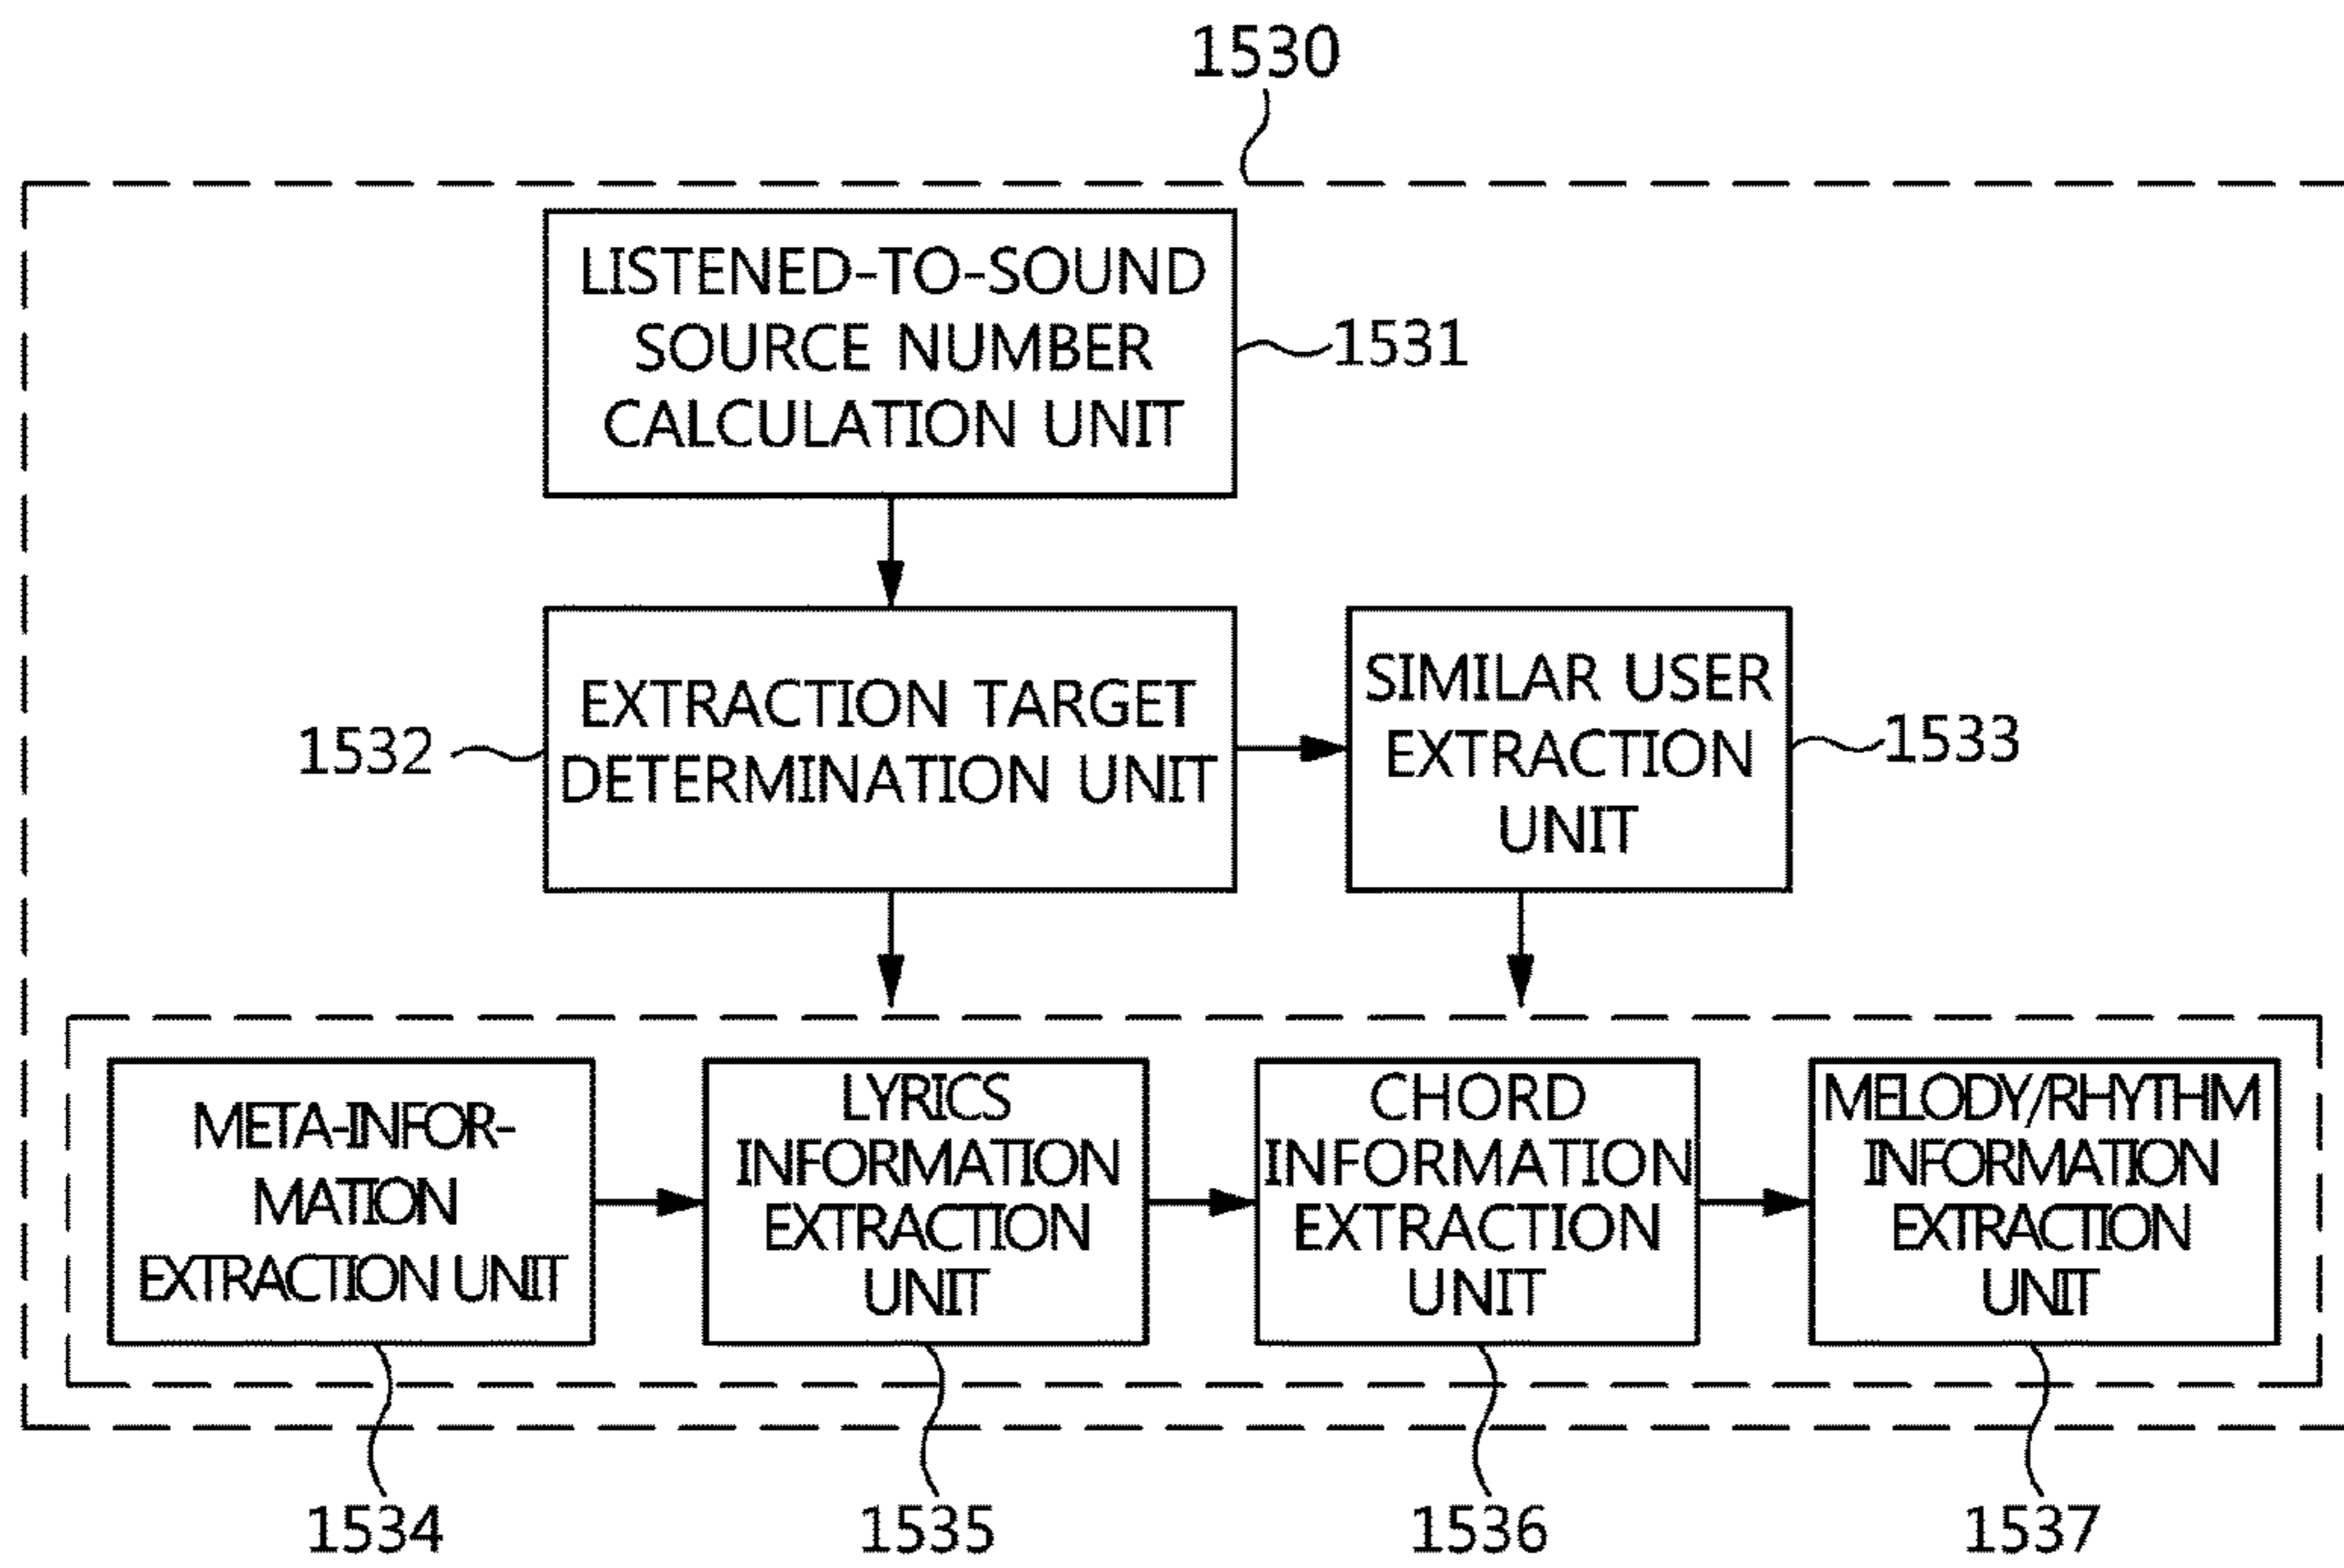 1530
LISTENED-TO-SOUND
SOURCE NUMBER
CALCULATION UNIT
1531
1532
EXTRACTION TARGET
DETERMINATION UNIT
SIMILAR USER
EXTRACTION
UNIT
1533
META-INFOR-
MATION
EXTRACTION UNIT
LYRICS
INFORMATION
EXTRACTION
UNIT
CHORD
INFORMATION
EXTRACTION
UNIT
MELODY/RHYTHM
INFORMATION
EXTRACTION
UNIT
1534
1535
1536
1537